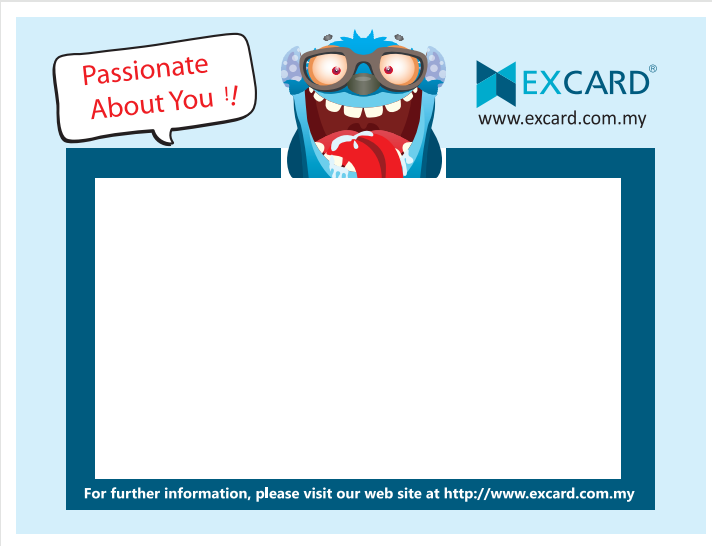 Passionate
About You !!
EXCARD®
www.excard.com.my
For further information, please visit our web site at http://www.excard.com.my